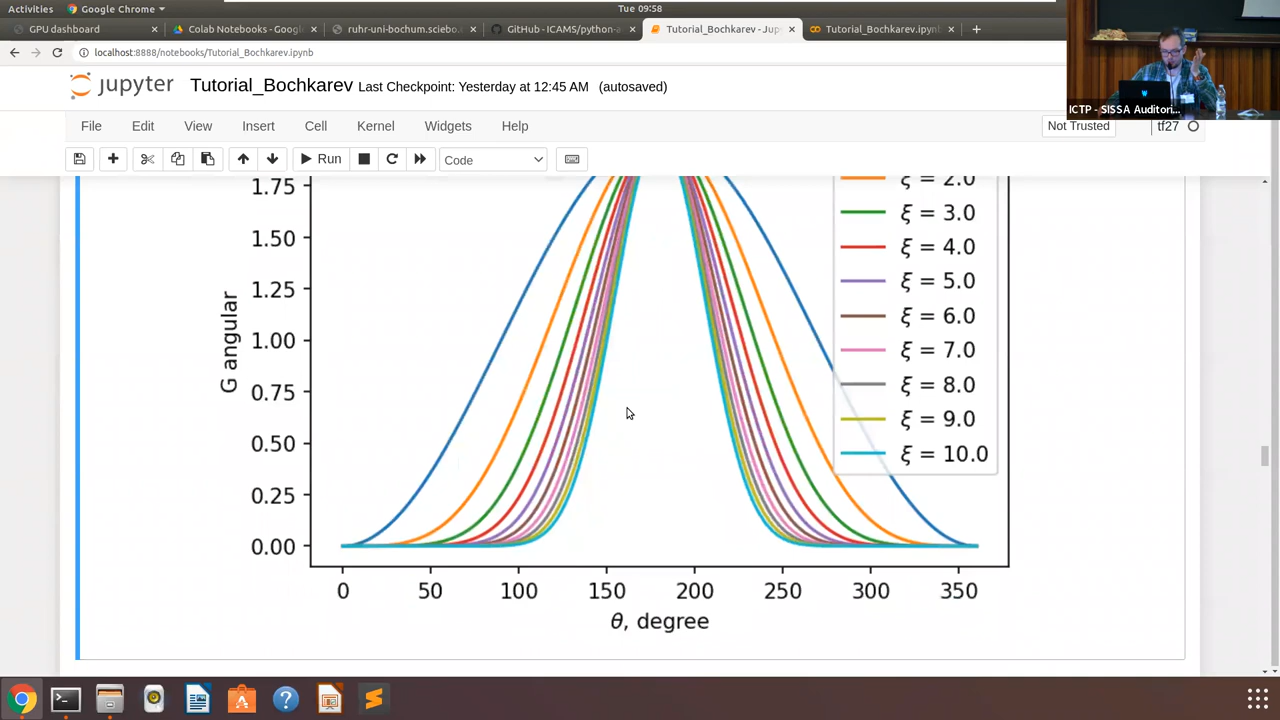 Activities
Google Chrome
Tue 09:58
GPU dashboard
Colab Notebooks - Google
ruhr-uni-bochum.sciebo.
GitHub - ICAMS/python-a
Tutorial_Bochkarev - Jup
Tutorial_Bochkarev.ipynb
localhost:8888/notebooks/Tutorial_Bochkarev.ipynb
ICTP - SISSA Auditori...
jupyter
Tutorial_Bochkarev Last Checkpoint: Yesterday at 12:45 AM (autosaved)
File Edit View Insert Cell Kernel Widgets Help
Not Trusted
tf27
Run
Code
1.75
1.50
1.25
1.00
0.75
0.50
0.25
0.00
G angular
ξ = 2.0
ξ = 3.0
ξ = 4.0
ξ = 5.0
ξ = 6.0
ξ = 7.0
ξ = 8.0
ξ = 9.0
ξ = 10.0
0 50 100 150 200 250 300 350
θ, degree